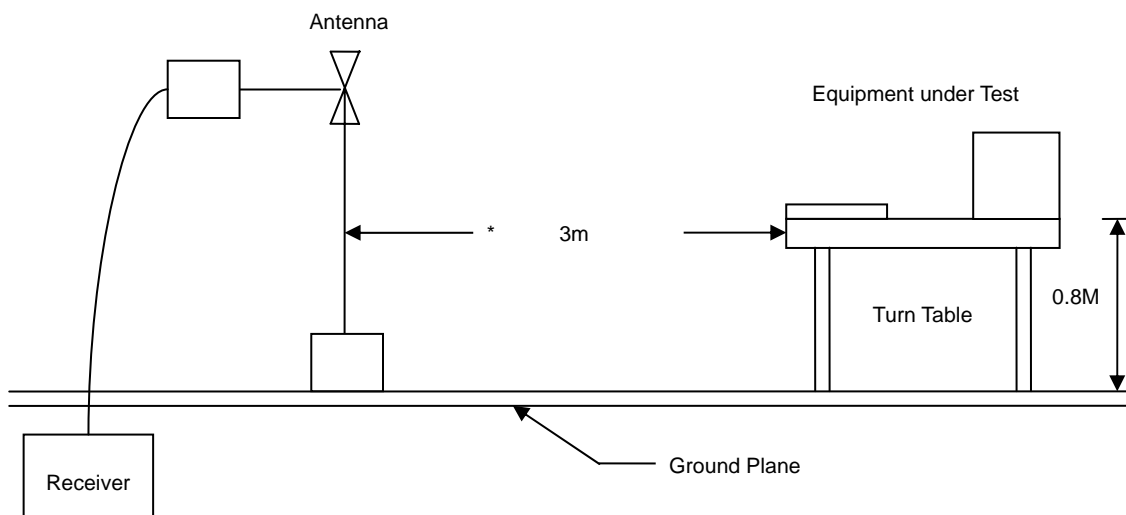 Antenna
Equipment under Test
* 3m
0.8M
Turn Table
Ground Plane
Receiver